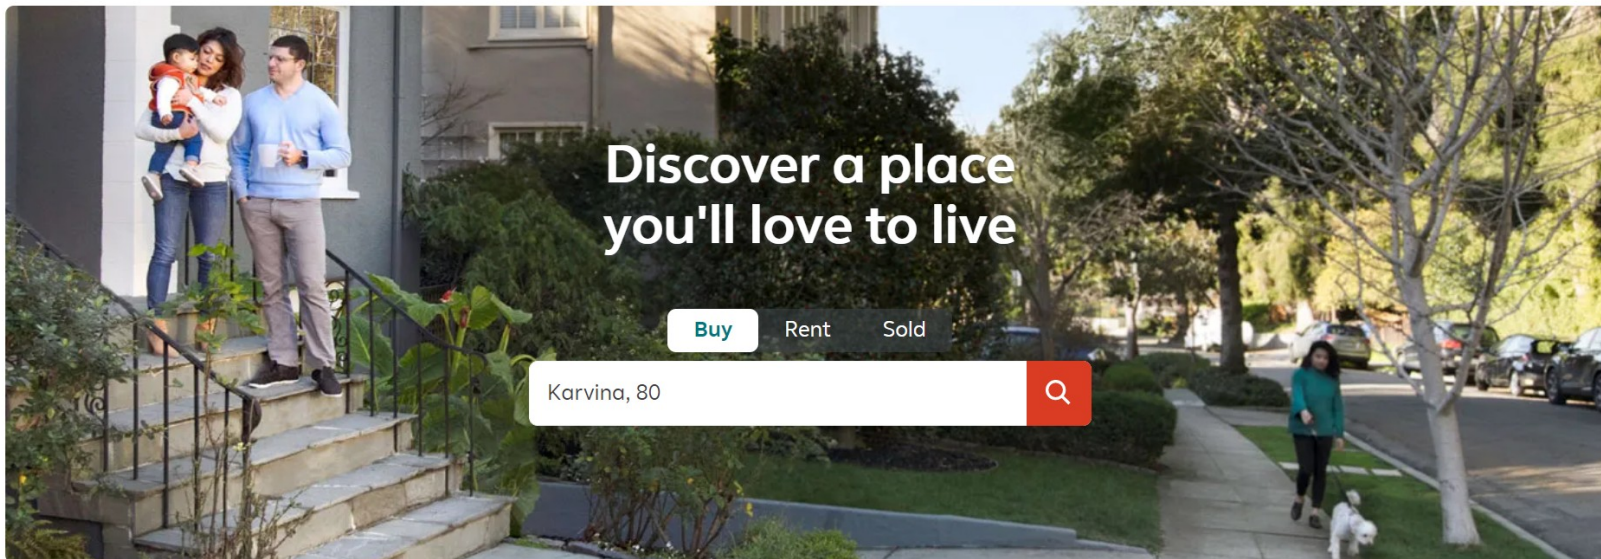 Discover a place
you'll love to live
Buy Rent Sold
Karvina, 80